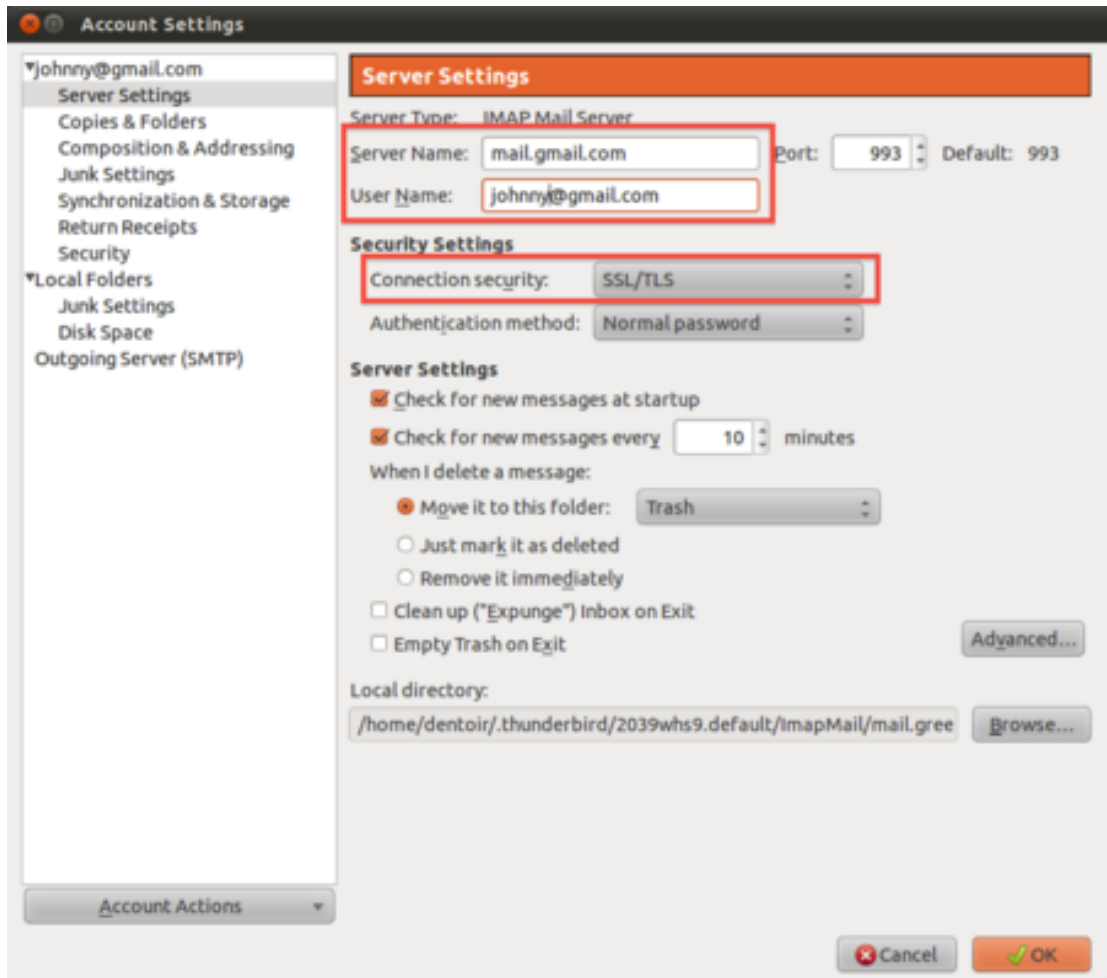 Account Settings
johnny@gmail.com
Server Settings
Copies & Folders
Composition & Addressing
Junk Settings
Synchronization & Storage
Return Receipts
Security
Local Folders
Junk Settings
Disk Space
Outgoing Server (SMTP)
Account Actions
Server Settings
Server Type: IMAP Mail Server
Server Name: mail.gmail.com Port: 993 Default: 993
User Name: johnny@gmail.com
Security Settings
Connection security: SSL/TLS
Authentication method: Normal password
Server Settings
Check for new messages at startup
Check for new messages every 10 minutes
When I delete a message:
Move it to this folder: Trash
Just mark it as deleted
Remove it immediately
Clean up ("Expunge") Inbox on Exit
Empty Trash on Exit
Advanced...
Local directory:
/home/dentoir/.thunderbird/2039whs9.default/ImapMail/mail.gree Browse...
Cancel OK